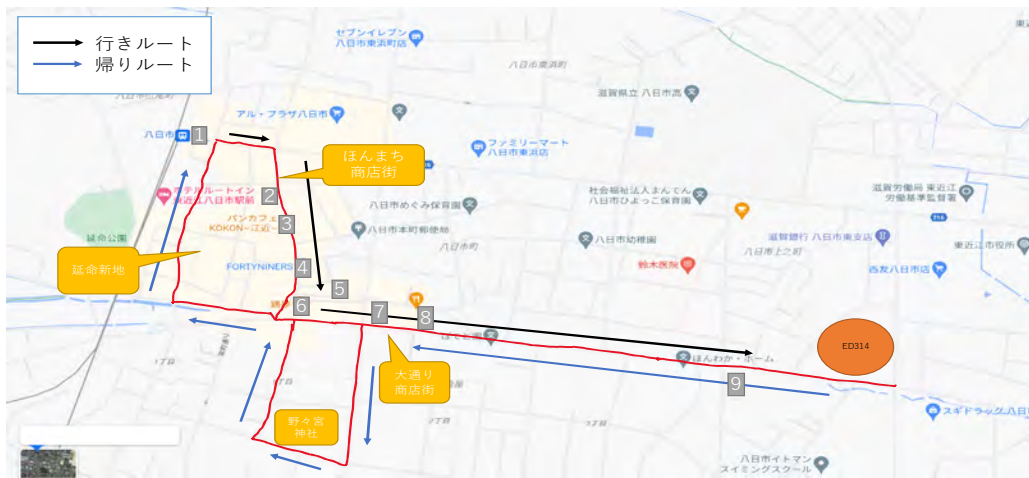 行きルート
帰りルート
セブンイレブン
八日市東浜町店
八日市東浜町
滋賀県立 八日市高
アル・プラザ八日市
八日市
1
ほんまち
商店街
ファミリーマート
八日市東浜店
ホテルルートイン
東近江八日市駅前
2
パンカフェ
KOKON~江近~
3
八日市めぐみ保育園
社会福祉法人まんてん
八日市ひよっこ保育園
滋賀労働局 東近江
労働基準監督署
延命公園
八日市本町郵便局
八日市町
八日市幼稚園
滋賀銀行 八日市東支店
八日市上之町
東近江市役所
延命新地
FORTYNINERS
4
鈴木医院
西友八日市店
5
6
7
8
ほんわか・ホーム
ED314
大通り
商店街
9
野々宮
神社
スギドラッグ 八日
八日市イトマン
スイミングスクール